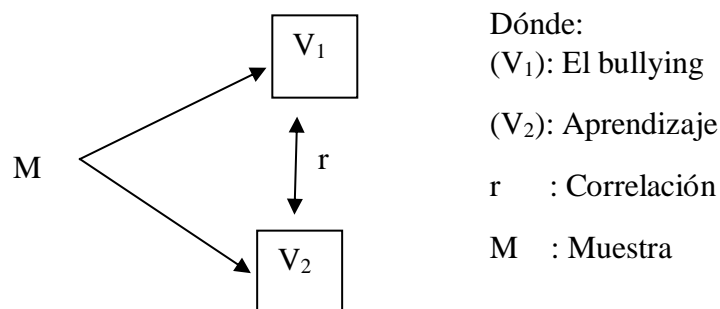 V₁
M
r
V₂
Dónde:
(V₁): El bullying
(V₂): Aprendizaje
r : Correlación
M : Muestra